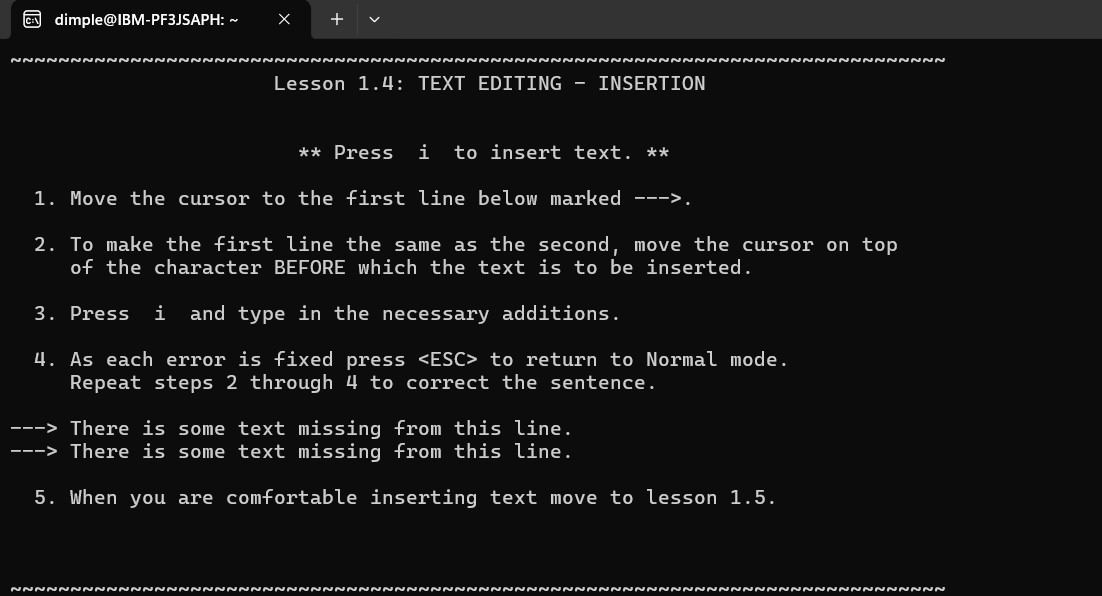 dimple@IBM-PF3JSAPH: ~
~~~~~~~~~~~~~~~~~~~~~~~~~~~~~~~~~~~~~~~~~~~~~~~~~~~~~~~~~~~~~~~~~~~~~~~~~~~~~~
Lesson 1.4: TEXT EDITING - INSERTION
** Press  i  to insert text. **
1. Move the cursor to the first line below marked --->.
2. To make the first line the same as the second, move the cursor on top
of the character BEFORE which the text is to be inserted.
3. Press  i  and type in the necessary additions.
4. As each error is fixed press <ESC> to return to Normal mode.
Repeat steps 2 through 4 to correct the sentence.
---> There is some text missing from this line.
---> There is some text missing from this line.
5. When you are comfortable inserting text move to lesson 1.5.
~~~~~~~~~~~~~~~~~~~~~~~~~~~~~~~~~~~~~~~~~~~~~~~~~~~~~~~~~~~~~~~~~~~~~~~~~~~~~~